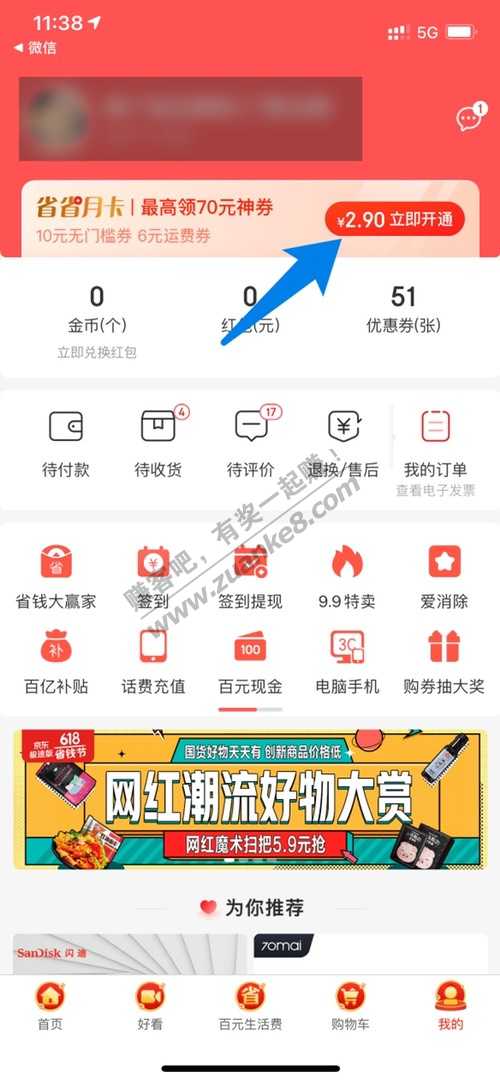 11:38
5G
微信
1
省省月卡 最高领70元神券
¥2.90 立即开通
10元无门槛券 6元运费券
0
0
51
金币(个)
红包(元)
优惠券(张)
立即兑换红包
4
17
待付款
待收货
待评价
退换/售后
我的订单
查看电子发票
赚客吧,有奖一起赚!
www.zuanke8.com
省
补
100
3C
省钱大赢家
签到
签到提现
9.9特卖
爱消除
百亿补贴
话费充值
百元现金
电脑手机
购券抽大奖
京东
极速版
618
省钱节
国货好物天天有 创新商品价格低
网红潮流好物大赏
网红魔术扫把5.9元抢
为你推荐
SanDisk 闪迪
70mai
省
首页
好看
百元生活费
购物车
我的